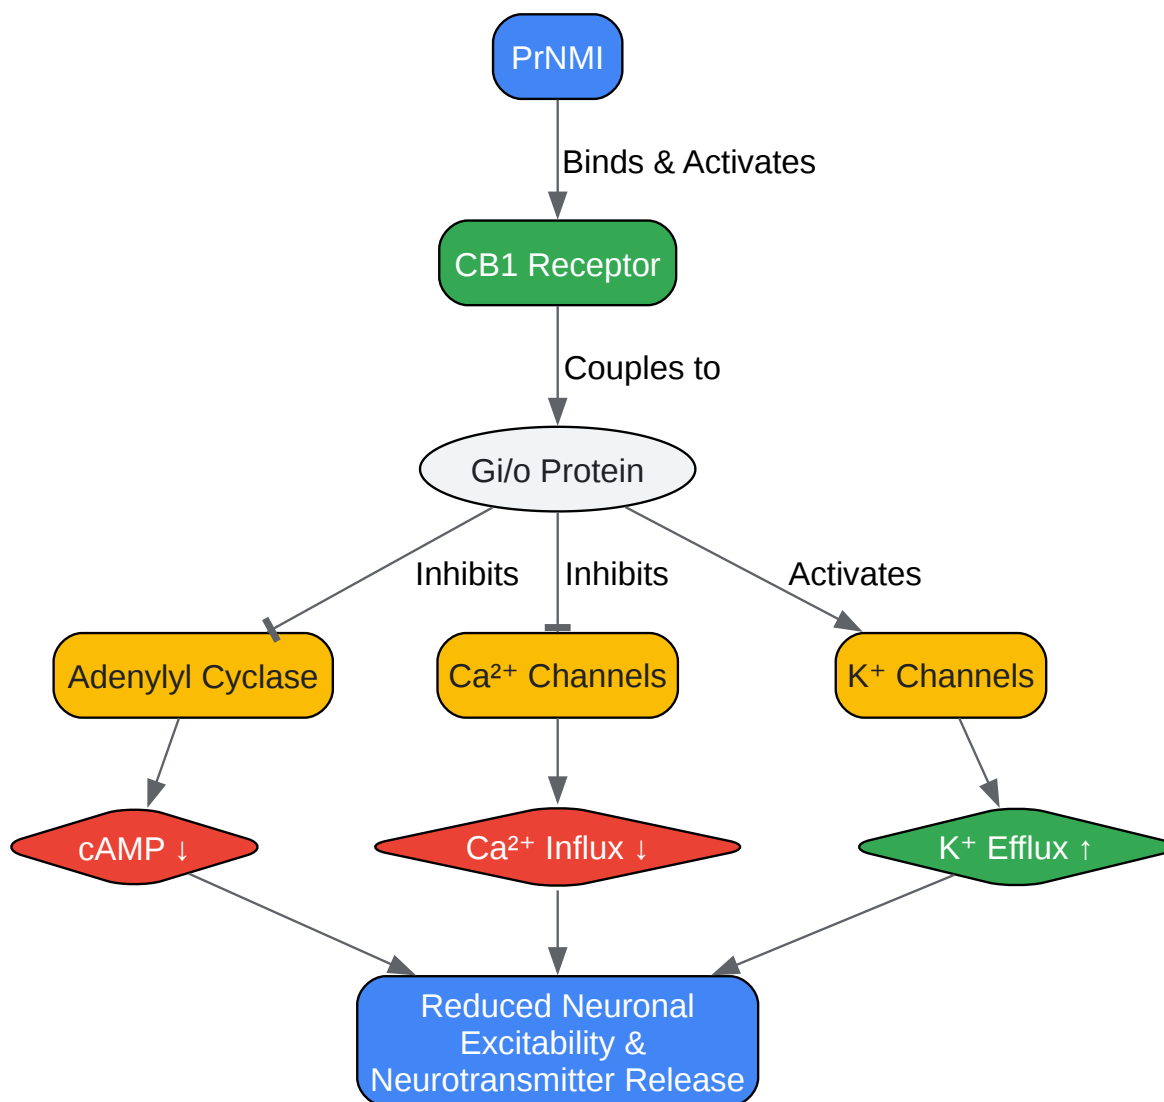 PrNMI
Binds & Activates
CB1 Receptor
Couples to
Gi/o Protein
Inhibits
Inhibits
Activates
Adenylyl Cyclase
Ca²⁺ Channels
K⁺ Channels
cAMP ↓
Ca²⁺ Influx ↓
K⁺ Efflux ↑
Reduced Neuronal
Excitability &
Neurotransmitter Release